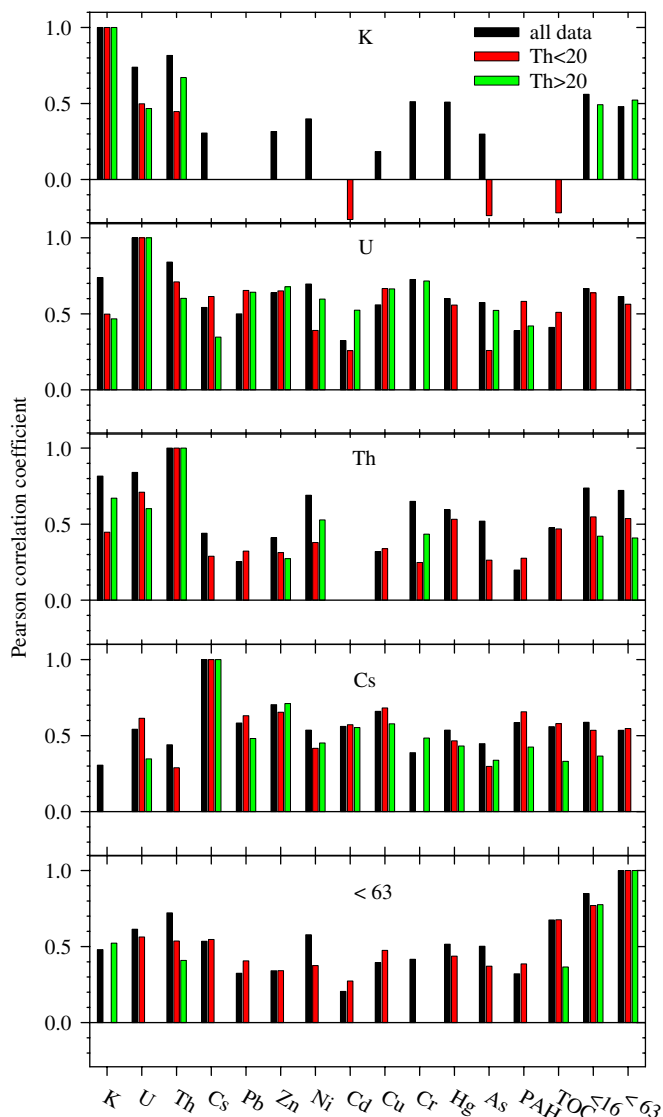 1.0
K
all data
Th<20
Th>20
0.5
0.0
1.0
U
0.5
0.0
1.0
Th
0.5
0.0
1.0
Cs
0.5
0.0
1.0
< 63
0.5
0.0
Pearson correlation coefficient
K U Th Cs Pb Zn Ni Cd Cu Cr Hg As PAH TOC <16 < 63